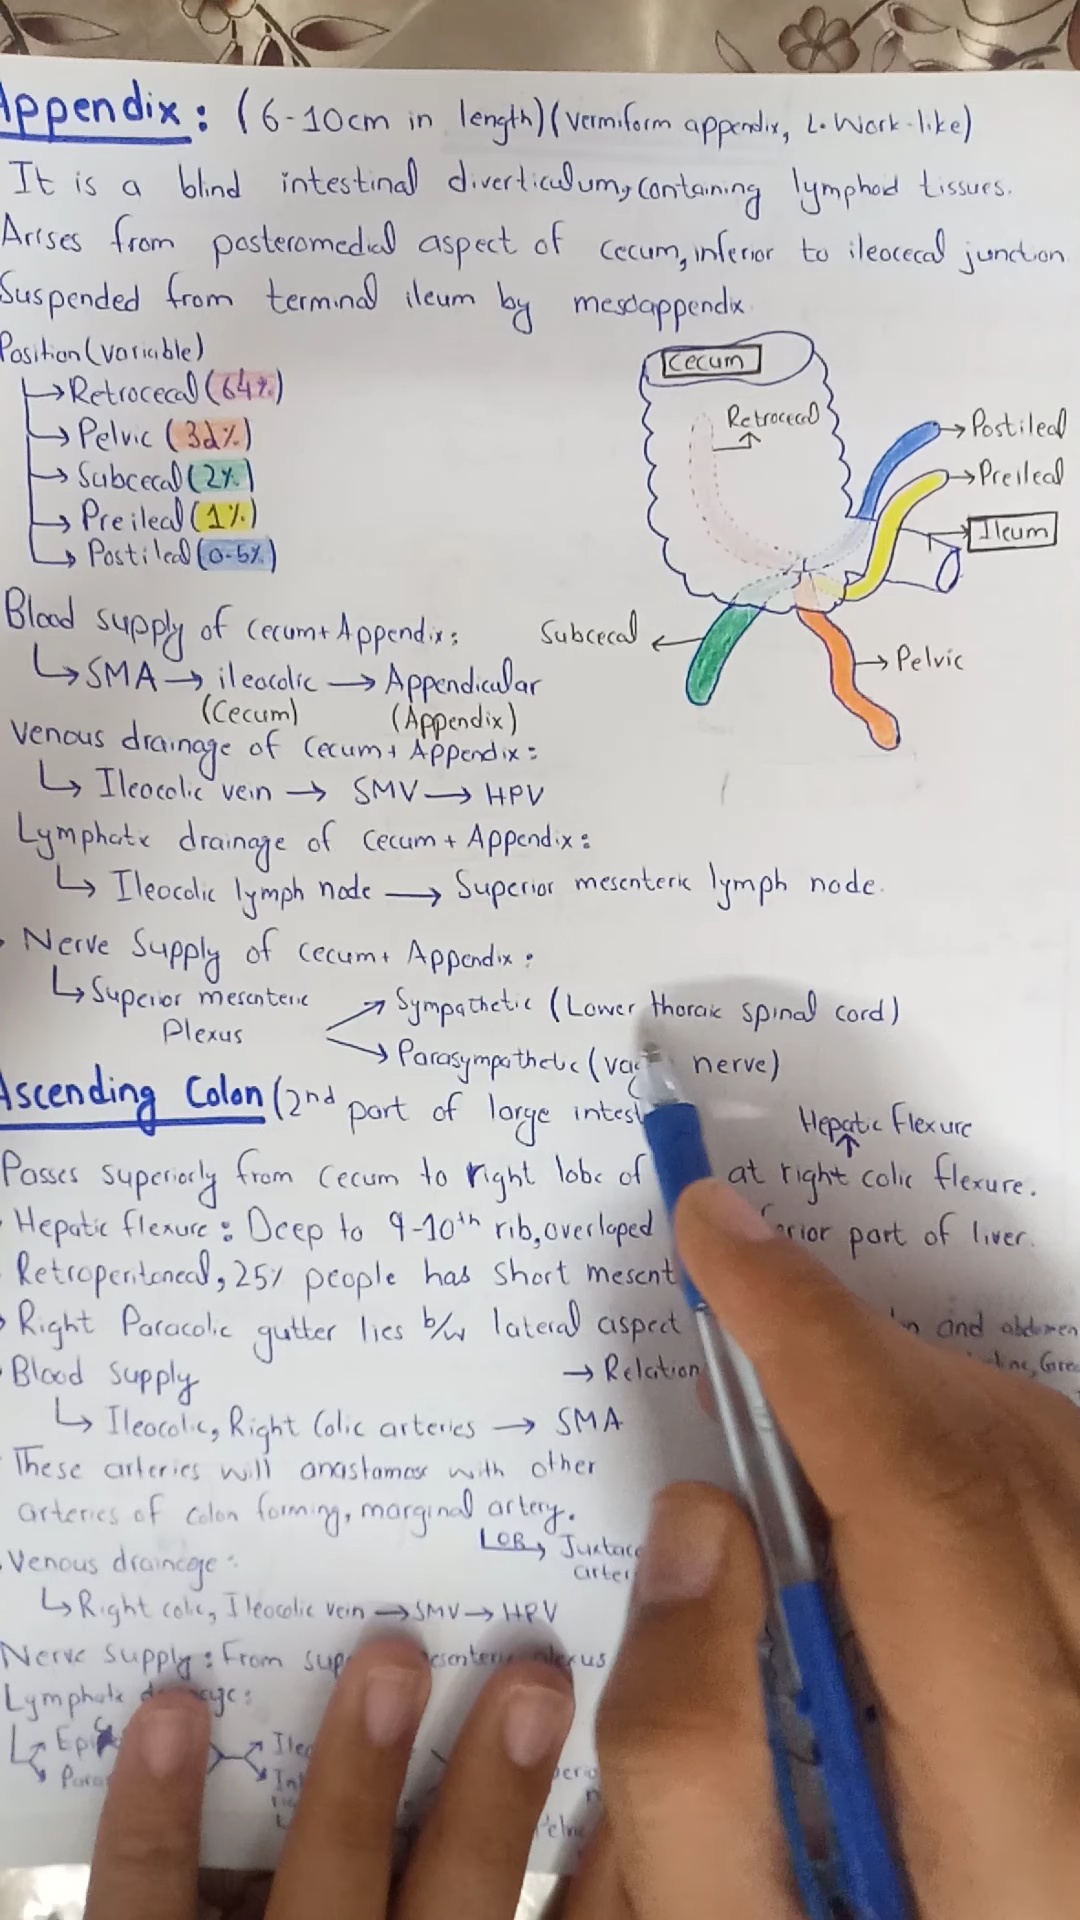 Appendix: (6-10cm in length)(vermiform appendix, L. Work-like)
It is a blind intestinal diverticulum, containing lymphoid tissues.
Arises from posteromedial aspect of cecum, inferior to ileocecal junction
Suspended from terminal ileum by mesoappendix.
Position (variable)
→ Retrocecal (64%)
→ Pelvic (32%)
→ Subcecal (2%)
→ Preileal (1%)
→ Postileal (0-5%)
Cecum
Retrocecal
→ Postileal
→ Preileal
→ Ileum
Subcecal
→ Pelvic
Blood supply of cecum + Appendix:
↳ SMA → ileocolic → Appendicular
(Cecum) (Appendix)
Venous drainage of cecum + Appendix:
↳ Ileocolic vein → SMV → HPV
Lymphatic drainage of cecum + Appendix:
↳ Ileocolic lymph node → Superior mesenteric lymph node.
Nerve Supply of cecum + Appendix:
↳ Superior mesenteric Plexus
→ Sympathetic (Lower thoraic spinal cord)
→ Parasympathetic ( nerve)
Ascending Colon (2nd part of large
Hepatic flexure
Passes superiorly from cecum to right lobe of at right colic flexure.
Hepatic flexure: Deep to 9-10th rib, overlaped part of liver.
Retroperitoneal, 25% people has short
Right Paracolic gutter lies b/w lateral aspect and
Blood supply
→ Relation
↳ Ileocolic, Right Colic arteries → SMA
These arteries will anastamose with other
arteries of colon forming, marginal artery.
↳ OR →
Venous drainage:
↳ Right colic, Ileocolic vein → SMV → HPV
Nerve supply: From